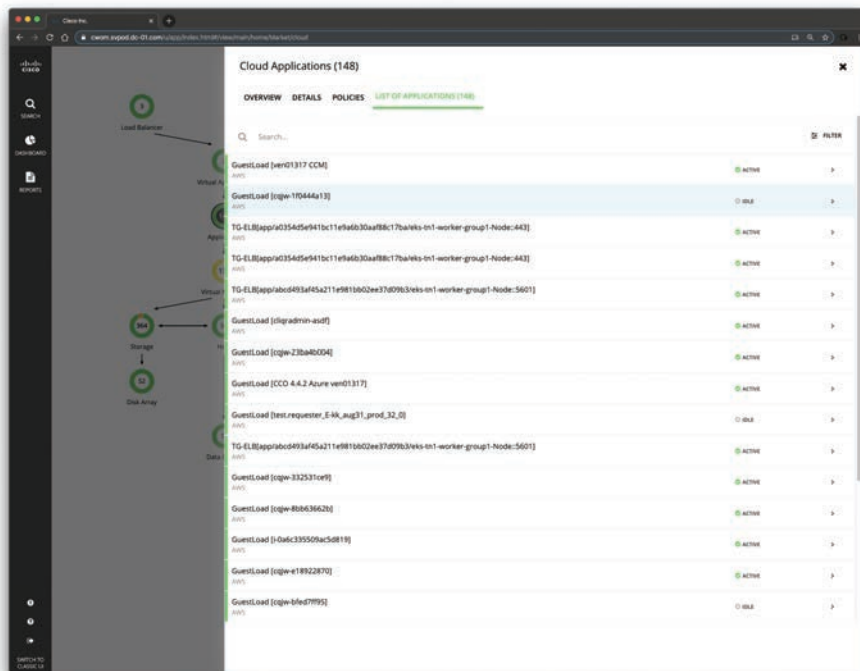 Cisco Inc.
cwom.svpod.dc-01.com/ui/app/index.html#/view/main/home/Market/cloud
CISCO
SEARCH
DASHBOARD
REPORTS
SWITCH TO
CLASSIC UI
3
Load Balancer
Storage
364
Disk Array
52
Cloud Applications (148)
OVERVIEW DETAILS POLICIES LIST OF APPLICATIONS (148)
Search...
FILTER
GuestLoad [ven01317 CCM]
AWS
ACTIVE
GuestLoad [cqjw-1f0444a13]
AWS
IDLE
TG-ELB[app/a0354d5e941bc11e9a6b30aaf88c17ba/eks-tn1-worker-group1-Node::443]
AWS
ACTIVE
TG-ELB[app/a0354d5e941bc11e9a6b30aaf88c17ba/eks-tn1-worker-group1-Node::443]
AWS
ACTIVE
TG-ELB[app/abcd493af45a211e981bb02ee37d09b3/eks-tn1-worker-group1-Node::5601]
AWS
ACTIVE
GuestLoad [cliqradmin-asdf]
AWS
ACTIVE
GuestLoad [cqjw-23ba4b004]
AWS
ACTIVE
GuestLoad [CCO 4.4.2 Azure ven01317]
AWS
ACTIVE
GuestLoad [test.requester_E-kk_aug31_prod_32_0]
AWS
IDLE
TG-ELB[app/abcd493af45a211e981bb02ee37d09b3/eks-tn1-worker-group1-Node::5601]
AWS
ACTIVE
GuestLoad [cqjw-332531ce9]
AWS
ACTIVE
GuestLoad [cqjw-8bb63662b]
AWS
ACTIVE
GuestLoad [i-0a6c335509ac5d819]
AWS
ACTIVE
GuestLoad [cqjw-e18922870]
AWS
ACTIVE
GuestLoad [cqjw-bfed7ff95]
AWS
IDLE